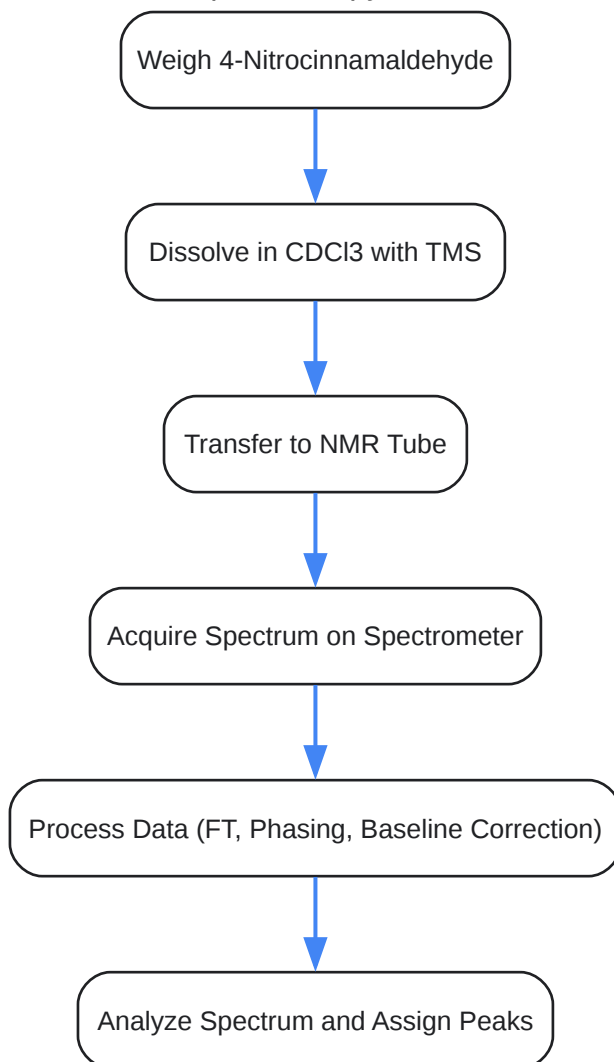 Weigh 4-Nitrocinnamaldehyde
Dissolve in CDCl3 with TMS
Transfer to NMR Tube
Acquire Spectrum on Spectrometer
Process Data (FT, Phasing, Baseline Correction)
Analyze Spectrum and Assign Peaks